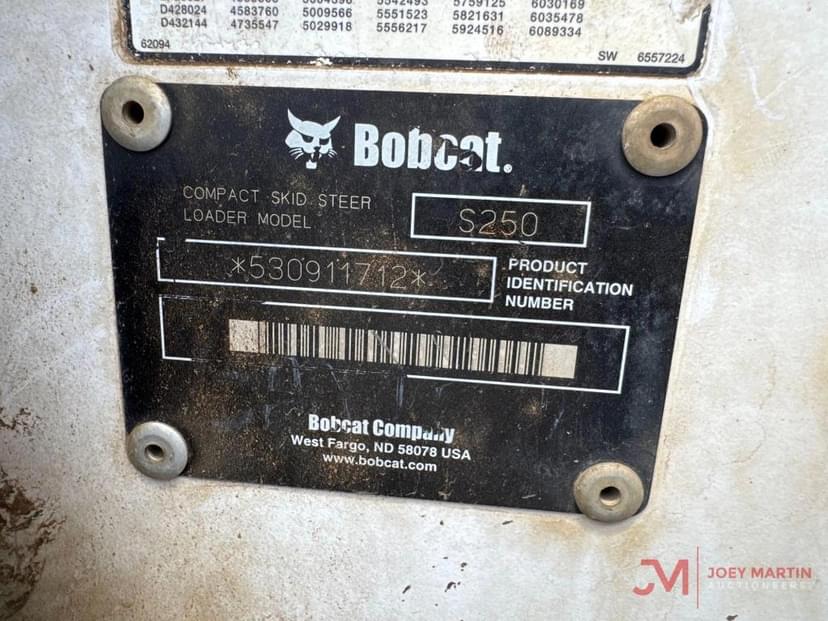 D428024 4583760 5009566 5551523 5821631 6035478
D432144 4735547 5029918 5556217 5924516 6089334
62094 SW 6557224
Bobcat.®
COMPACT SKID STEER
LOADER MODEL
S250
*530911712*
PRODUCT
IDENTIFICATION
NUMBER
Bobcat Company
West Fargo, ND 58078 USA
www.bobcat.com
JM JOEY MARTIN
AUCTIONEERS